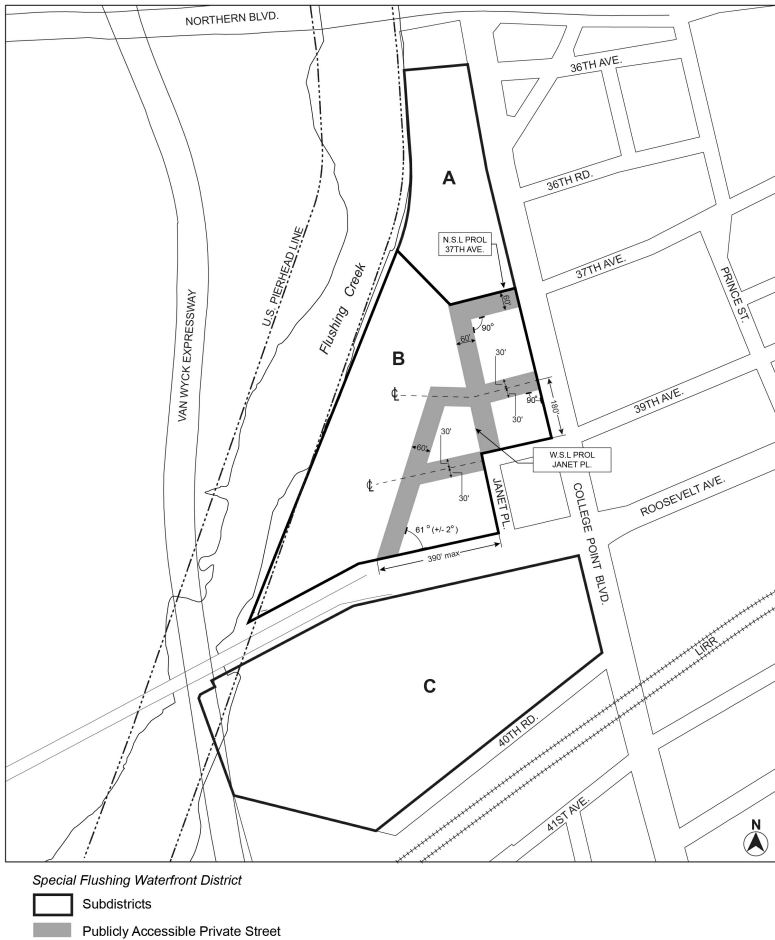 NORTHERN BLVD.
36TH AVE.
A
36TH RD.
N.S.L PROL
37TH AVE.
37TH AVE.
PRINCE ST.
U.S. PIERHEAD LINE
Flushing Creek
VAN WYCK EXPRESSWAY
60'
90°
60'
B
30'
℄
90°
30'
180'
39TH AVE.
60'
30'
W.S.L PROL
JANET PL.
℄
30'
JANET PL.
COLLEGE POINT BLVD.
ROOSEVELT AVE.
61° (+/- 2°)
390' max
LIRR
C
40TH RD.
41ST AVE.
N
Special Flushing Waterfront District
Subdistricts
Publicly Accessible Private Street